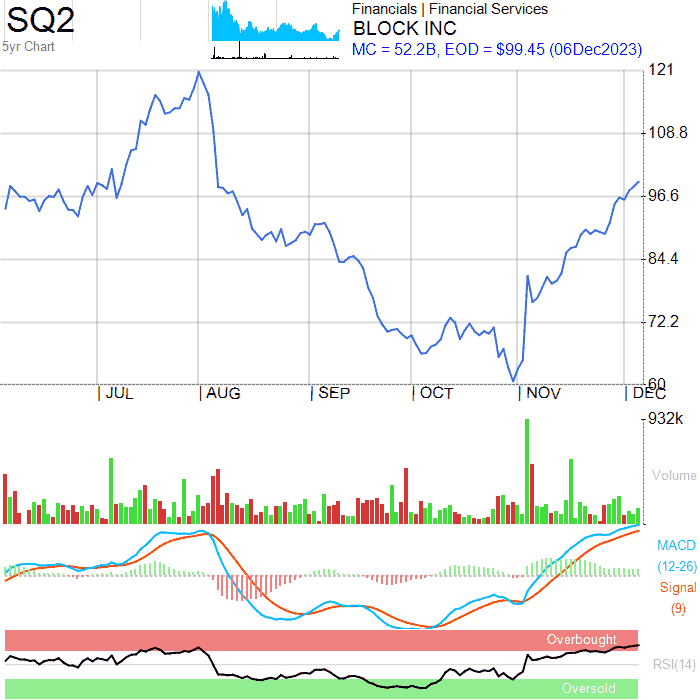 SQ2
5yr Chart
Financials | Financial Services
BLOCK INC
MC = 52.2B, EOD = $99.45 (06Dec2023)
121
108.8
96.6
84.4
72.2
60
JUL AUG SEP OCT NOV DEC
932k
Volume
MACD
(12-26)
Signal
(9)
Overbought
RSI(14)
Oversold